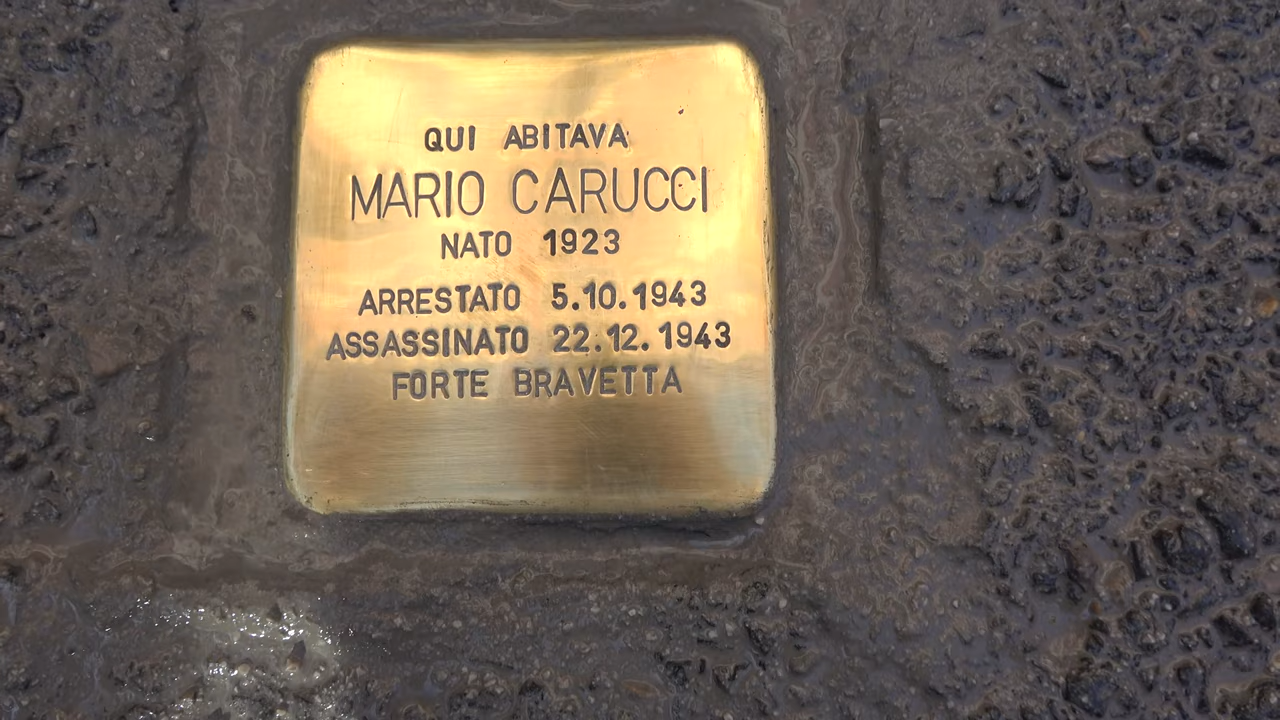 QUI ABITAVA
MARIO CARUCCI
NATO 1923
ARRESTATO 5.10.1943
ASSASSINATO 22.12.1943
FORTE BRAVETTA